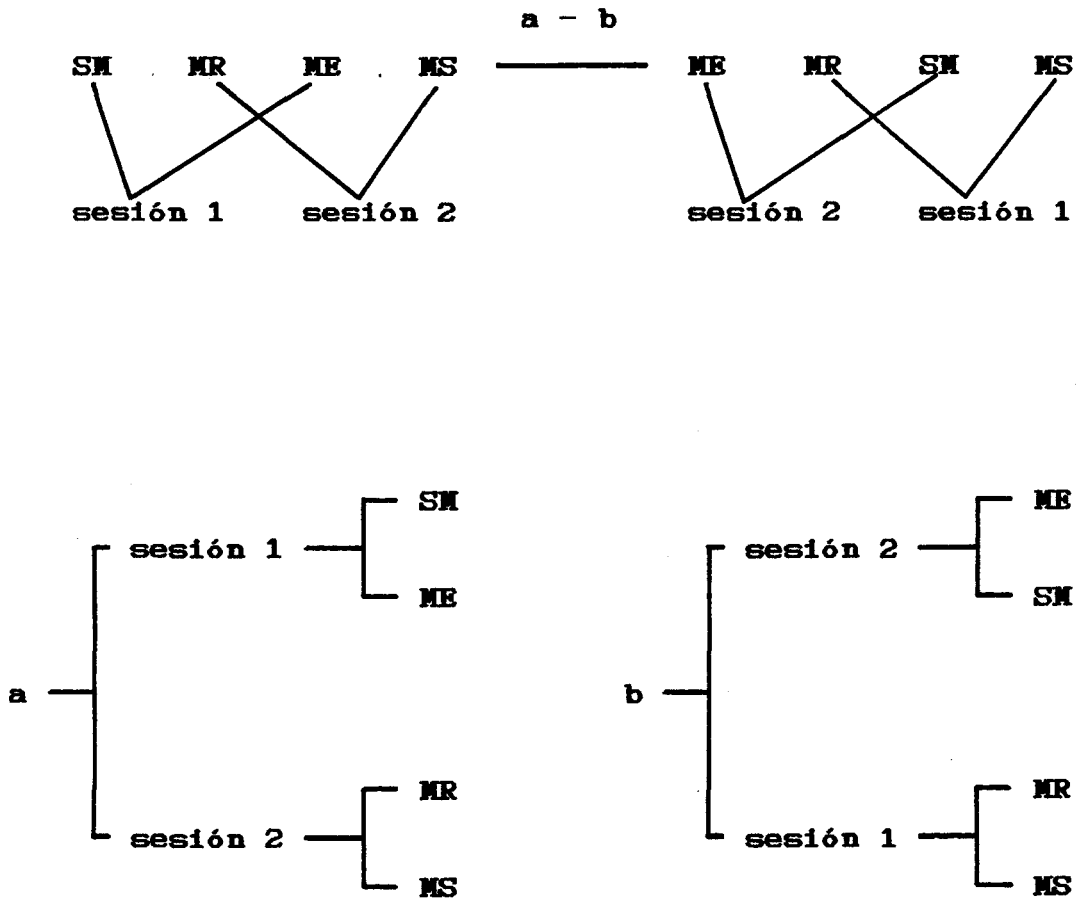 a - b
SM MR ME MS ME MR SM MS
sesión 1 sesión 2 sesión 2 sesión 1
SM ME
sesión 1 sesión 2
ME SM
a b
MR MR
sesión 2 sesión 1
MS MS